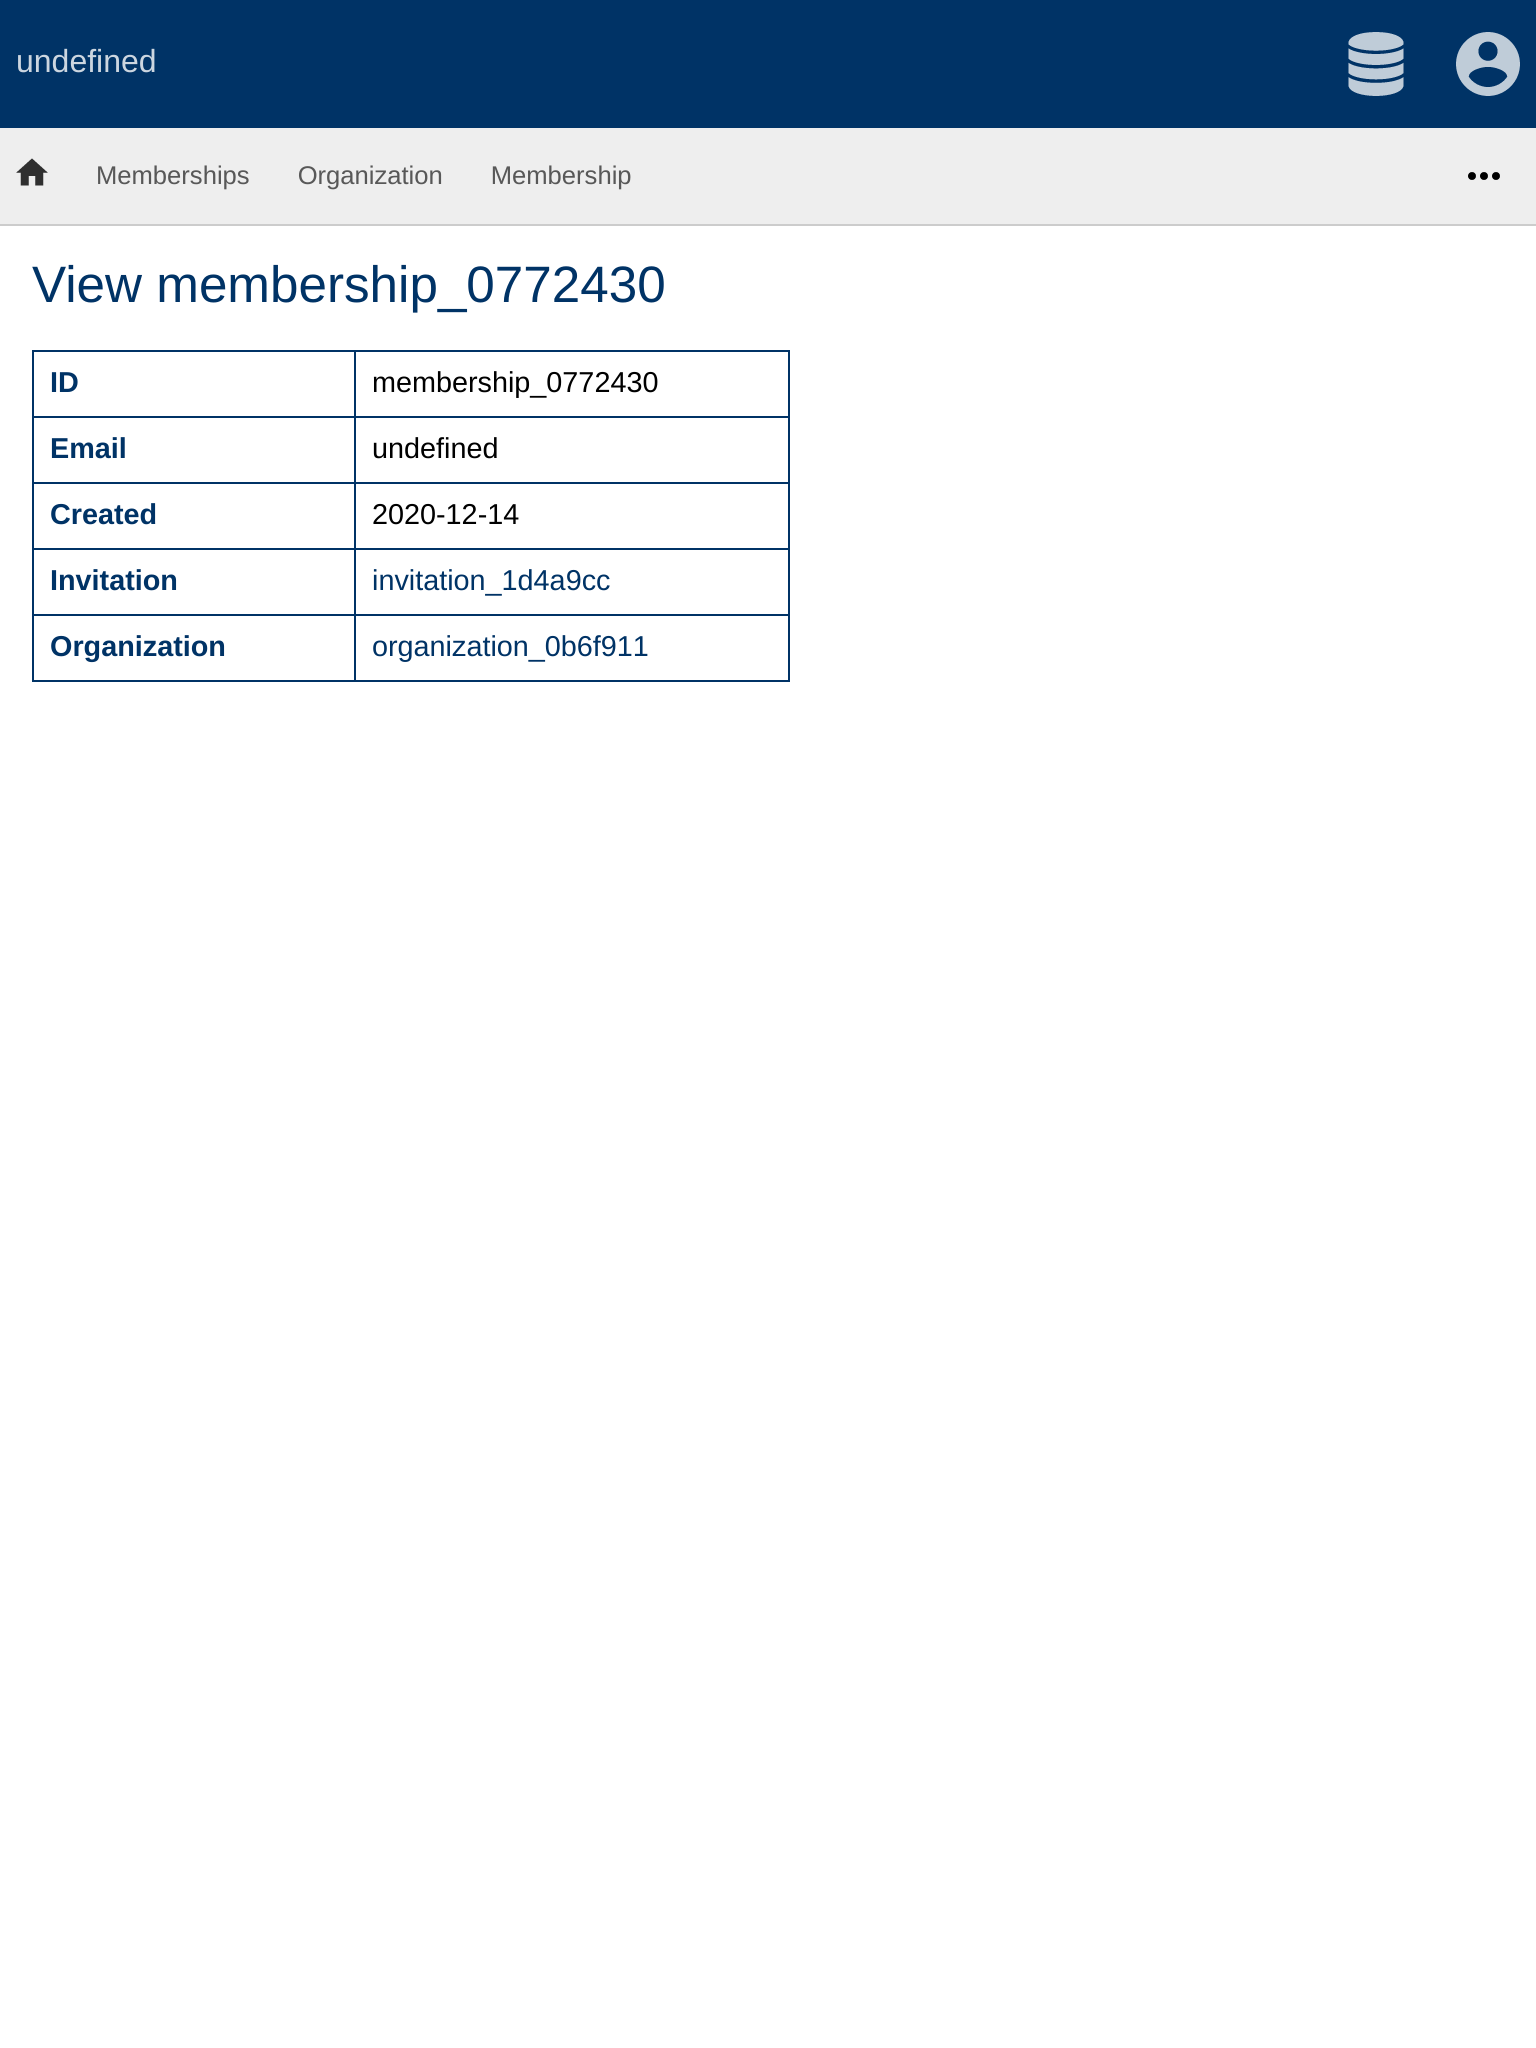 undefined
Memberships Organization Membership
View membership_0772430
ID membership_0772430
Email undefined
Created 2020-12-14
Invitation invitation_1d4a9cc
Organization organization_0b6f911